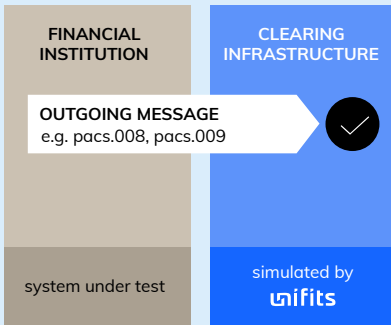 FINANCIAL
INSTITUTION
CLEARING
INFRASTRUCTURE
OUTGOING MESSAGE
e.g. pacs.008, pacs.009
system under test
simulated by
unifits